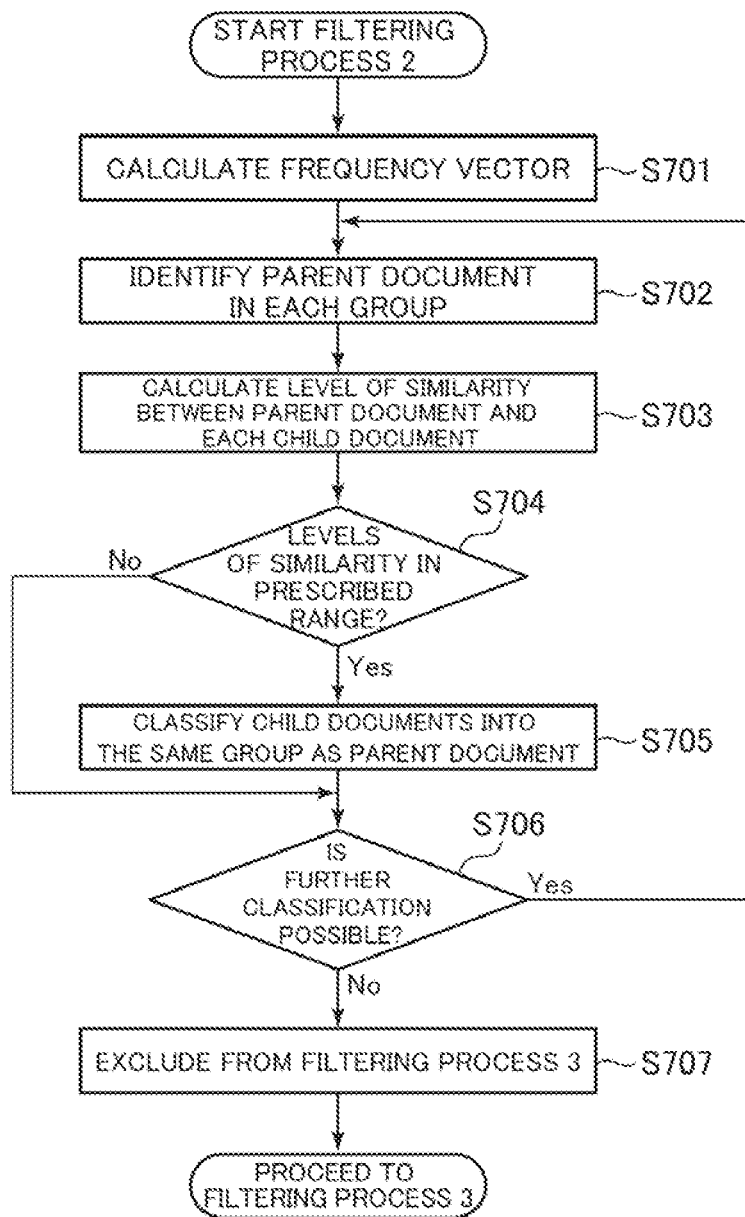 START FILTERING
PROCESS 2
CALCULATE FREQUENCY VECTOR
S701
IDENTIFY PARENT DOCUMENT
IN EACH GROUP
S702
CALCULATE LEVEL OF SIMILARITY
BETWEEN PARENT DOCUMENT AND
EACH CHILD DOCUMENT
S703
S704
LEVELS
OF SIMILARITY IN
PRESCRIBED
RANGE?
No
Yes
CLASSIFY CHILD DOCUMENTS INTO
THE SAME GROUP AS PARENT DOCUMENT
S705
S706
IS
FURTHER
CLASSIFICATION
POSSIBLE?
Yes
No
EXCLUDE FROM FILTERING PROCESS 3
S707
PROCEED TO
FILTERING PROCESS 3